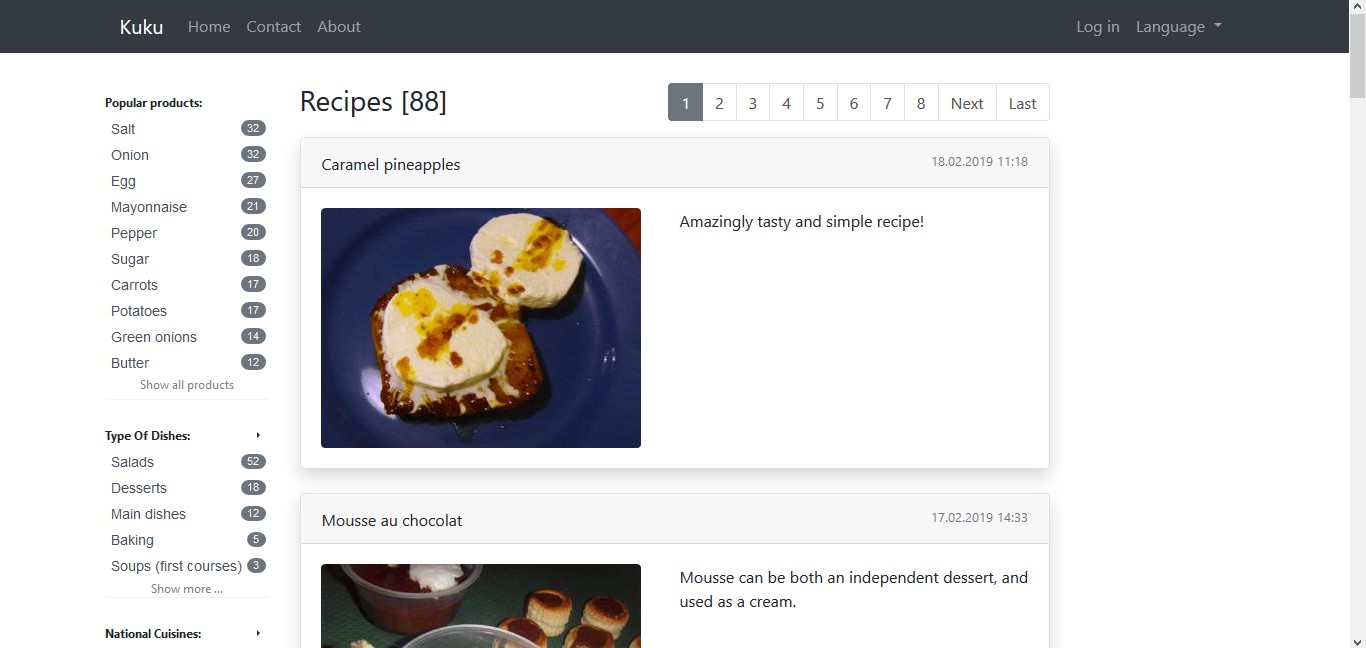 Kuku Home Contact About Log in Language
Popular products:
Salt 32
Onion 32
Egg 27
Mayonnaise 21
Pepper 20
Sugar 18
Carrots 17
Potatoes 17
Green onions 14
Butter 12
Show all products
Type Of Dishes:
Salads 52
Desserts 18
Main dishes 12
Baking 5
Soups (first courses) 3
Show more ...
National Cuisines:
Recipes [88]
1 2 3 4 5 6 7 8 Next Last
Caramel pineapples 18.02.2019 11:18
Amazingly tasty and simple recipe!
Mousse au chocolat 17.02.2019 14:33
Mousse can be both an independent dessert, and
used as a cream.